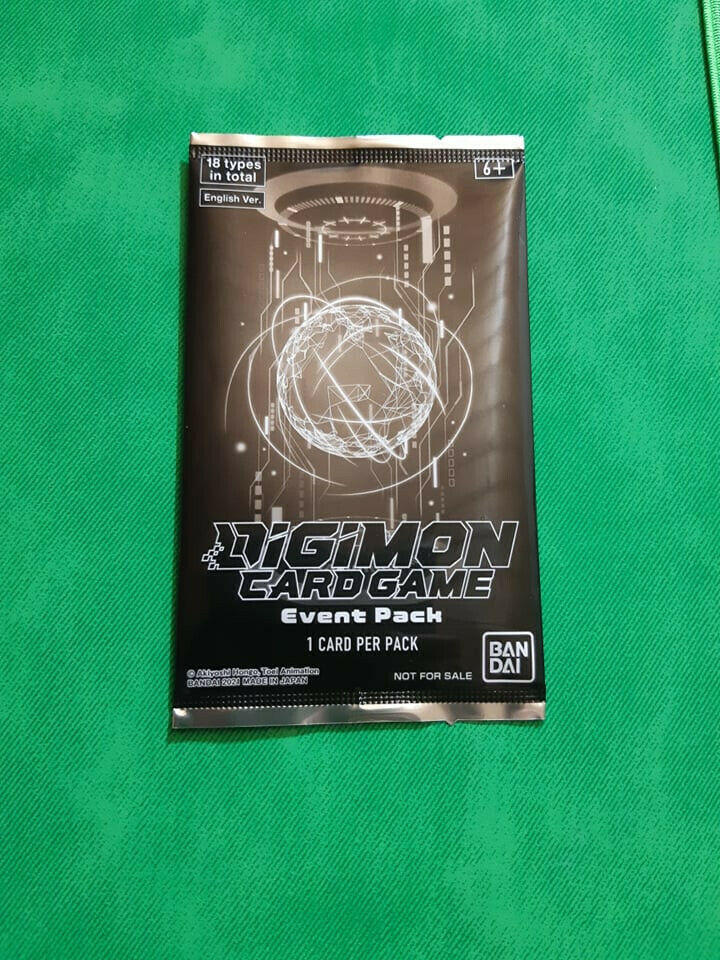 18 types
in total
6+
English Ver.
DIGIMON
CARD GAME
Event Pack
1 CARD PER PACK
© Akiyoshi Hongo, Toei Animation
BANDAI 2021 MADE IN JAPAN
NOT FOR SALE
BAN
DAI